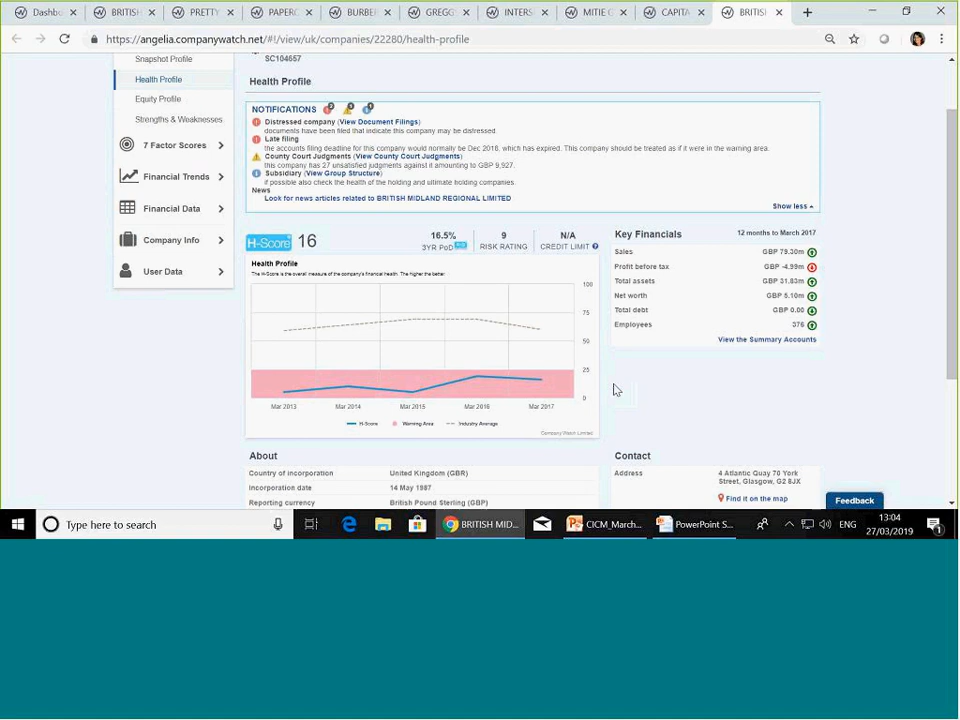 Dashb
BRITISH
PRETTY
PAPERC
BURBE
GREGG
INTERS
MITIE G
CAPITA
BRITIS
https://angelia.companywatch.net/#!/view/uk/companies/22280/health-profile
Snapshot Profile
Health Profile
Equity Profile
Strengths & Weaknesses
7 Factor Scores
Financial Trends
Financial Data
Company Info
User Data
SC104657
Health Profile
NOTIFICATIONS
Distressed company (View Document Filings)
documents have been filed that indicate this company may be distressed.
Late filing
the accounts filing deadline for this company would normally be Dec 2018, which has expired. This company should be treated as if it were in the warning area.
County Court Judgments (View County Court Judgments)
this company has 27 unsatisfied judgments against it amounting to GBP 9,927.
Subsidiary (View Group Structure)
if possible also check the health of the holding and ultimate holding companies.
News
Look for news articles related to BRITISH MIDLAND REGIONAL LIMITED
Show less
H-Score 16
16.5%
3YR PoD
9
RISK RATING
N/A
CREDIT LIMIT
Health Profile
The H-Score is the overall measure of the company's financial health. The higher the better.
100
75
50
25
0
Mar 2013 Mar 2014 Mar 2015 Mar 2016 Mar 2017
H-Score Warning Area Industry Average
Company Watch Limited
Key Financials 12 months to March 2017
Sales GBP 79.30m
Profit before tax GBP -4.99m
Total assets GBP 31.83m
Net worth GBP 5.10m
Total debt GBP 0.00
Employees 376
View the Summary Accounts
About
Country of incorporation United Kingdom (GBR)
Incorporation date 14 May 1987
Reporting currency British Pound Sterling (GBP)
Contact
Address 4 Atlantic Quay 70 York
Street, Glasgow, G2 8JX
Find it on the map
Feedback
Type here to search
BRITISH MID...
CICM_March...
PowerPoint S...
ENG
13:04
27/03/2019
1